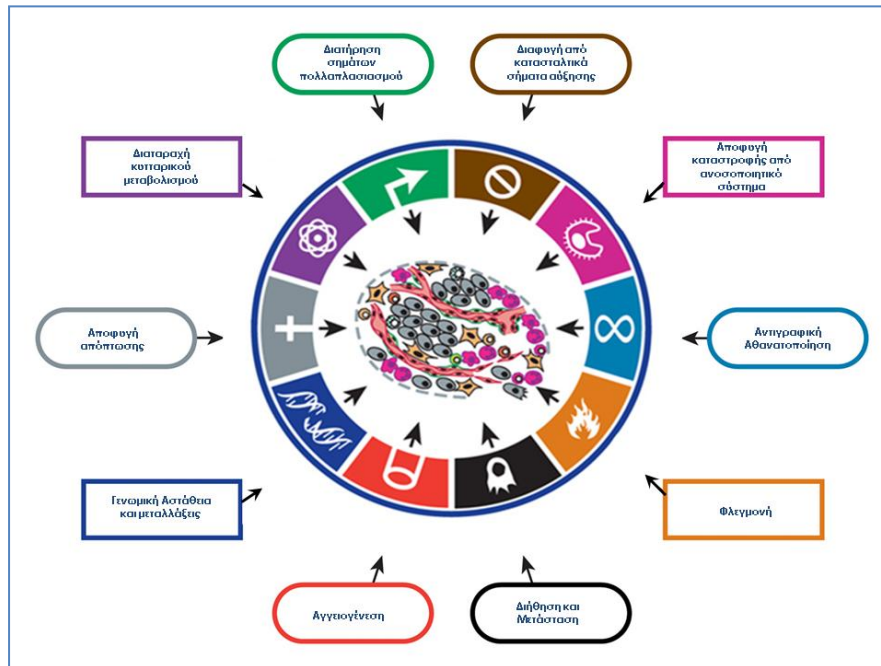 Διατήρηση
σημάτων
πολλαπλασιασμού
Διαφυγή από
κατασταλτικά
σήματα αύξησης
Διαταραχή
κυτταρικού
μεταβολισμού
Αποφυγή
καταστροφής από
ανοσοποιητικό
σύστημα
Αποφυγή
απόπτωσης
Αντιγραφική
Αθανατοποίηση
Γενωμική Αστάθεια
και μεταλλάξεις
Φλεγμονή
Αγγειογένεση
Διήθηση και
Μετάσταση